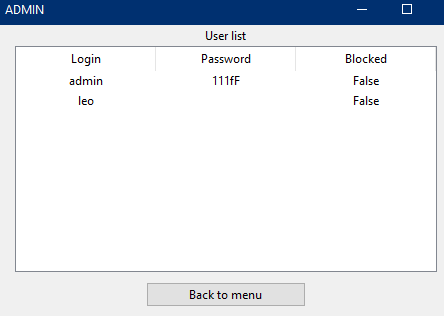 ADMIN
User list
Login Password Blocked
admin 111fF False
leo False
Back to menu